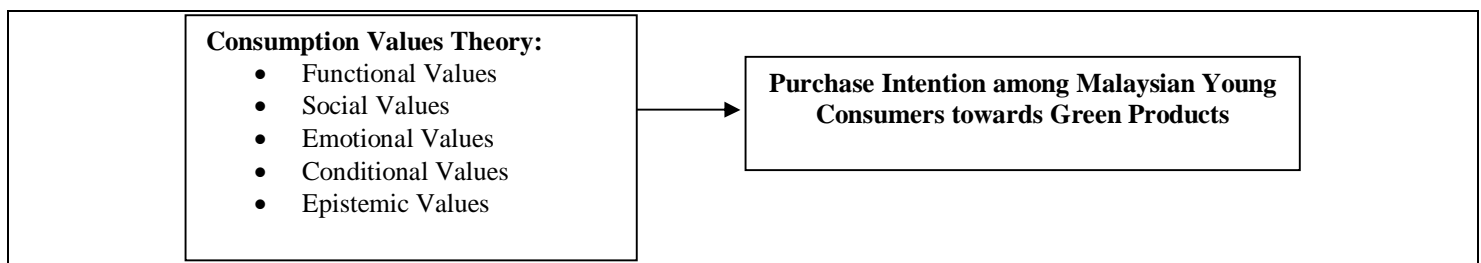 Consumption Values Theory:
• Functional Values
• Social Values
• Emotional Values
• Conditional Values
• Epistemic Values
Purchase Intention among Malaysian Young
Consumers towards Green Products